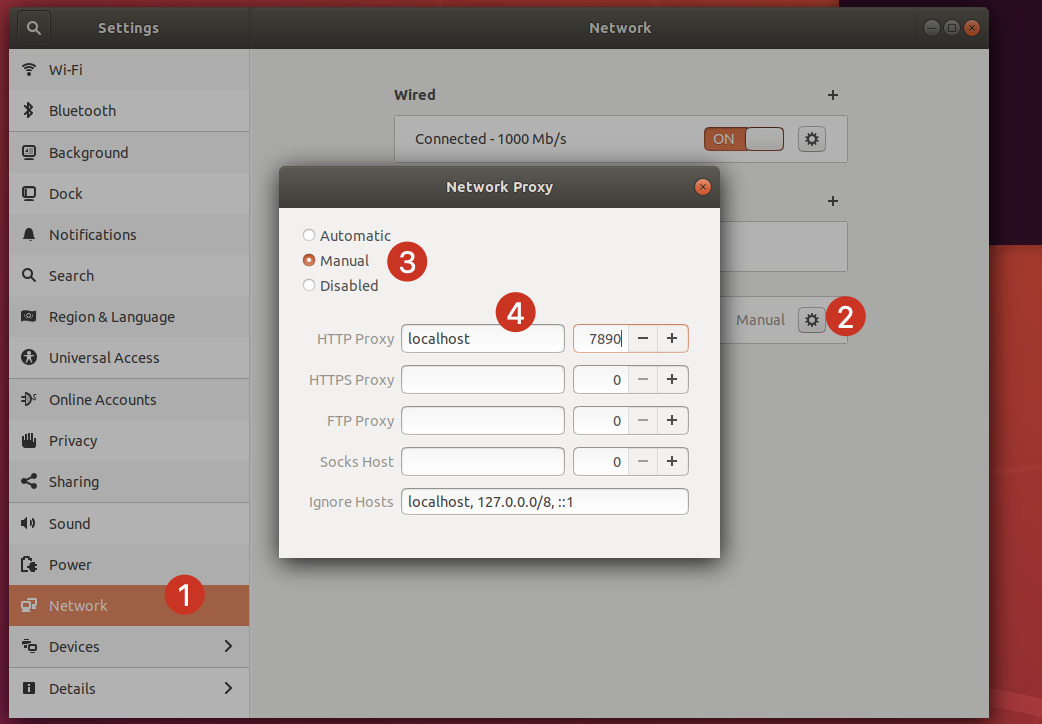 Settings
Network
Wi-Fi
Bluetooth
Background
Dock
Notifications
Search
Region & Language
Universal Access
Online Accounts
Privacy
Sharing
Sound
Power
Network
1
Devices
Details
Wired
+
Connected - 1000 Mb/s
ON
+
Manual
2
Network Proxy
Automatic
Manual
3
Disabled
4
HTTP Proxy localhost 7890 − +
HTTPS Proxy 0 − +
FTP Proxy 0 − +
Socks Host 0 − +
Ignore Hosts localhost, 127.0.0.0/8, ::1